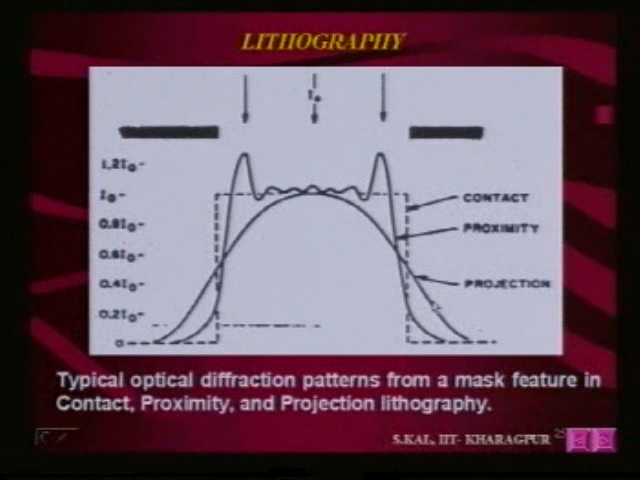 LITHOGRAPHY
I₀
1.2I₀-
I₀-
0.8I₀-
0.6I₀-
0.4I₀-
0.2I₀-
0
CONTACT
PROXIMITY
PROJECTION
Typical optical diffraction patterns from a mask feature in
Contact, Proximity, and Projection lithography.
S.KAL, IIT- KHARAGPUR